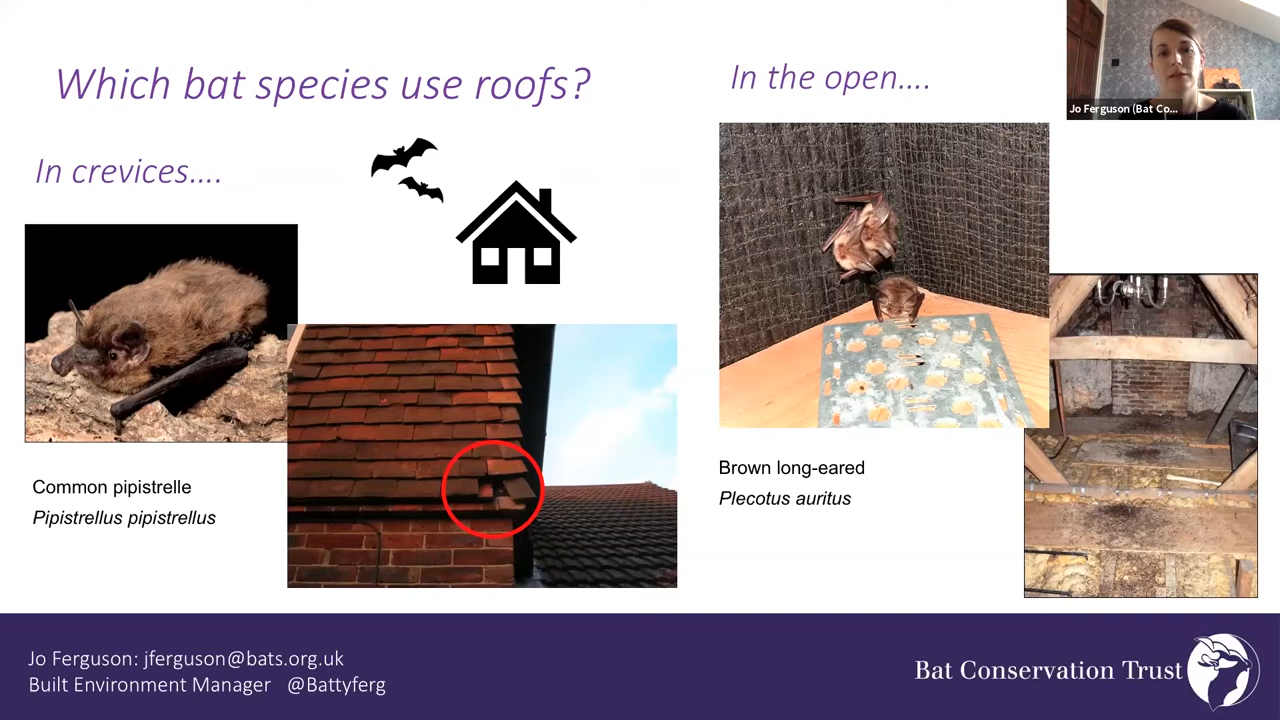 Which bat species use roofs?
In the open....
Jo Ferguson (Bat Co...
In crevices....
Common pipistrelle
Pipistrellus pipistrellus
Brown long-eared
Plecotus auritus
Jo Ferguson: jferguson@bats.org.uk
Built Environment Manager @Battyferg
Bat Conservation Trust